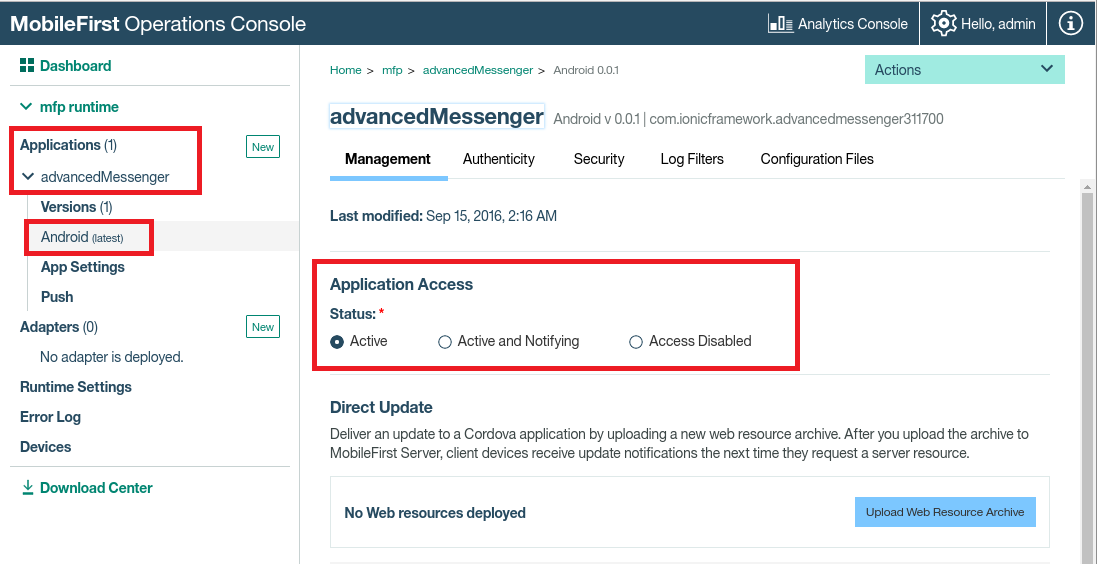 MobileFirst Operations Console
Analytics Console
Hello, admin
Dashboard
mfp runtime
Applications (1)
New
advancedMessenger
Versions (1)
Android (latest)
App Settings
Push
Adapters (0)
New
No adapter is deployed.
Runtime Settings
Error Log
Devices
Download Center
Home > mfp > advancedMessenger > Android 0.0.1
Actions
advancedMessenger Android v 0.0.1 | com.ionicframework.advancedmessenger311700
Management Authenticity Security Log Filters Configuration Files
Last modified: Sep 15, 2016, 2:16 AM
Application Access
Status: *
Active Active and Notifying Access Disabled
Direct Update
Deliver an update to a Cordova application by uploading a new web resource archive. After you upload the archive to
MobileFirst Server, client devices receive update notifications the next time they request a server resource.
No Web resources deployed
Upload Web Resource Archive